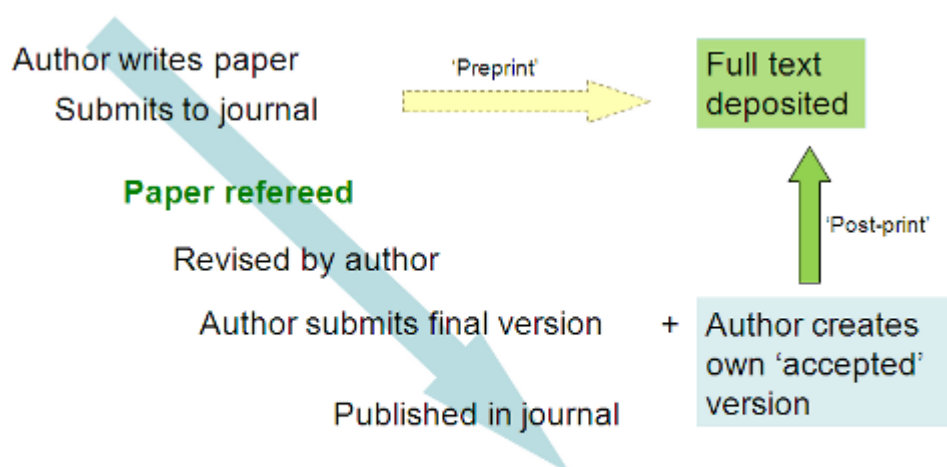 Author writes paper
Submits to journal
'Preprint'
Full text
deposited
Paper refereed
Revised by author
'Post-print'
Author submits final version
+
Author creates
own 'accepted'
version
Published in journal